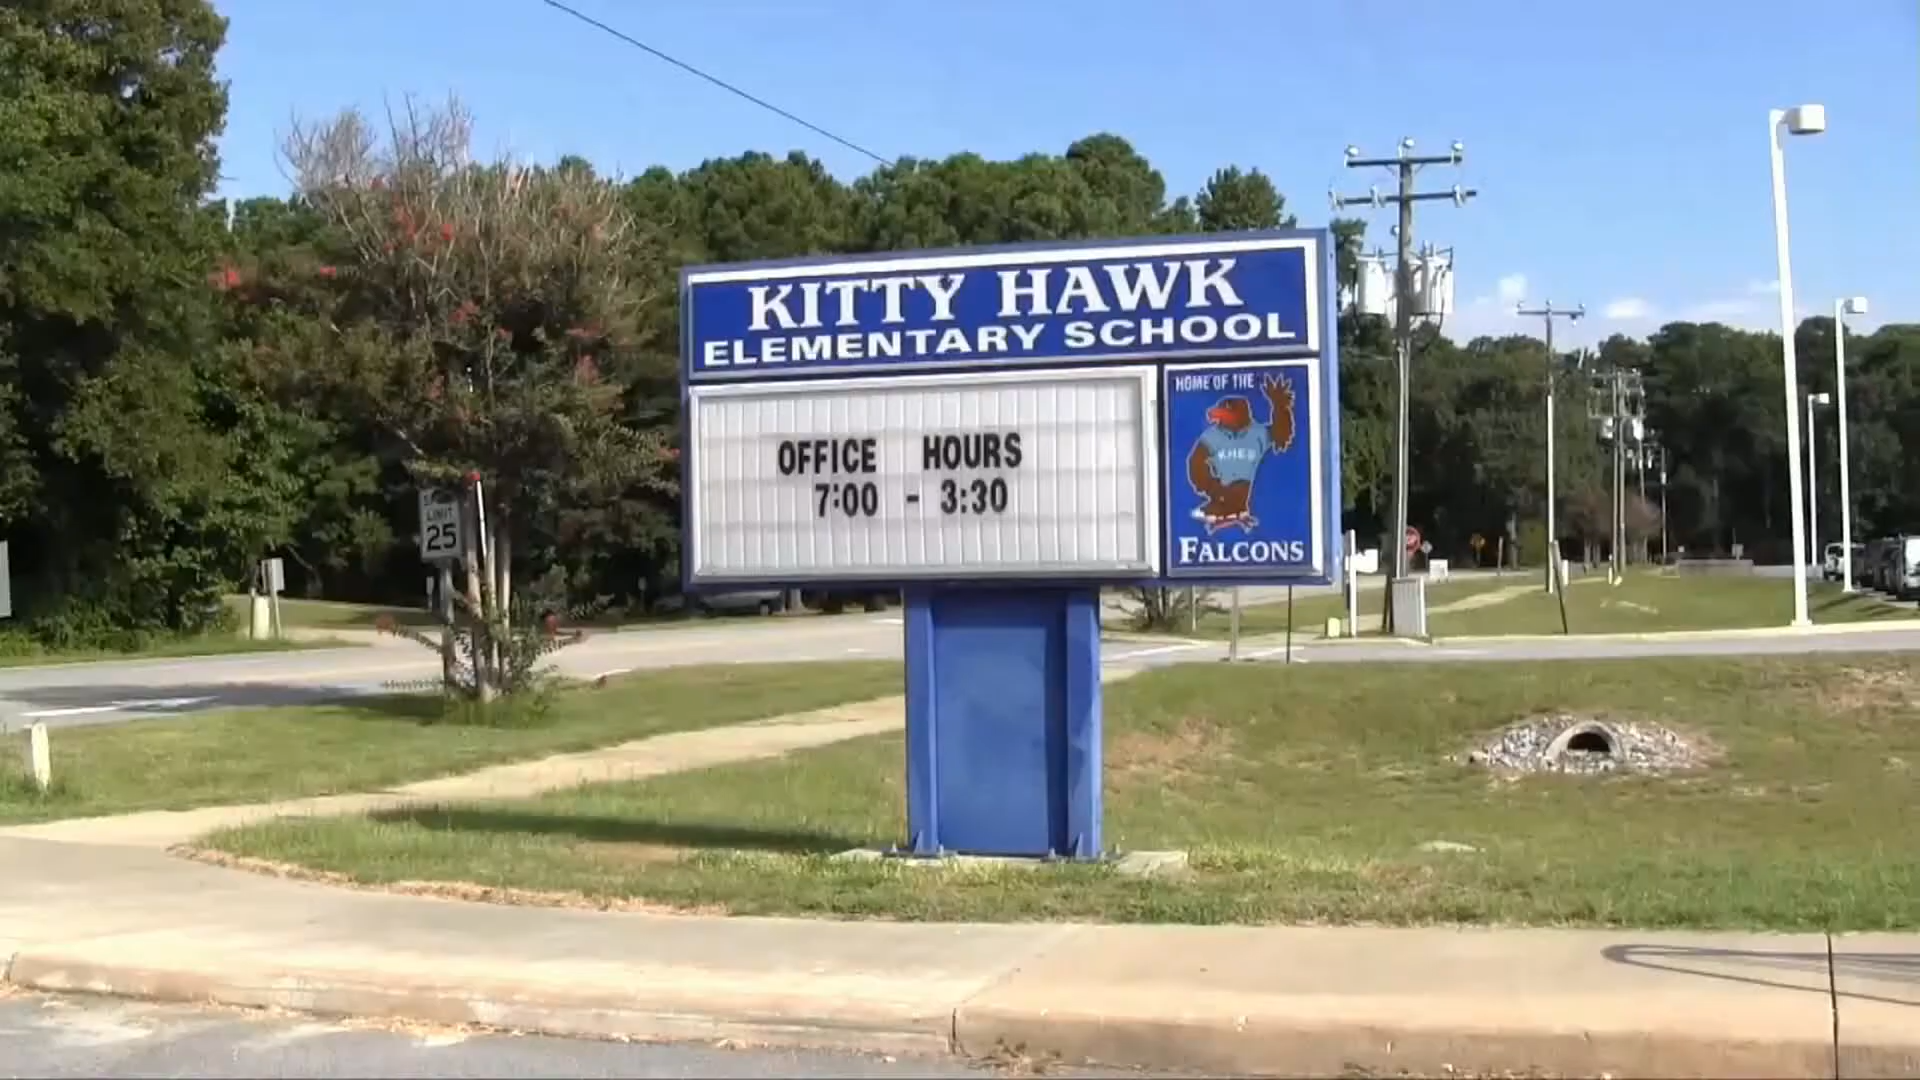 KITTY HAWK
ELEMENTARY SCHOOL
OFFICE HOURS
7:00 - 3:30
HOME OF THE
KHES
FALCONS
LIMIT
25